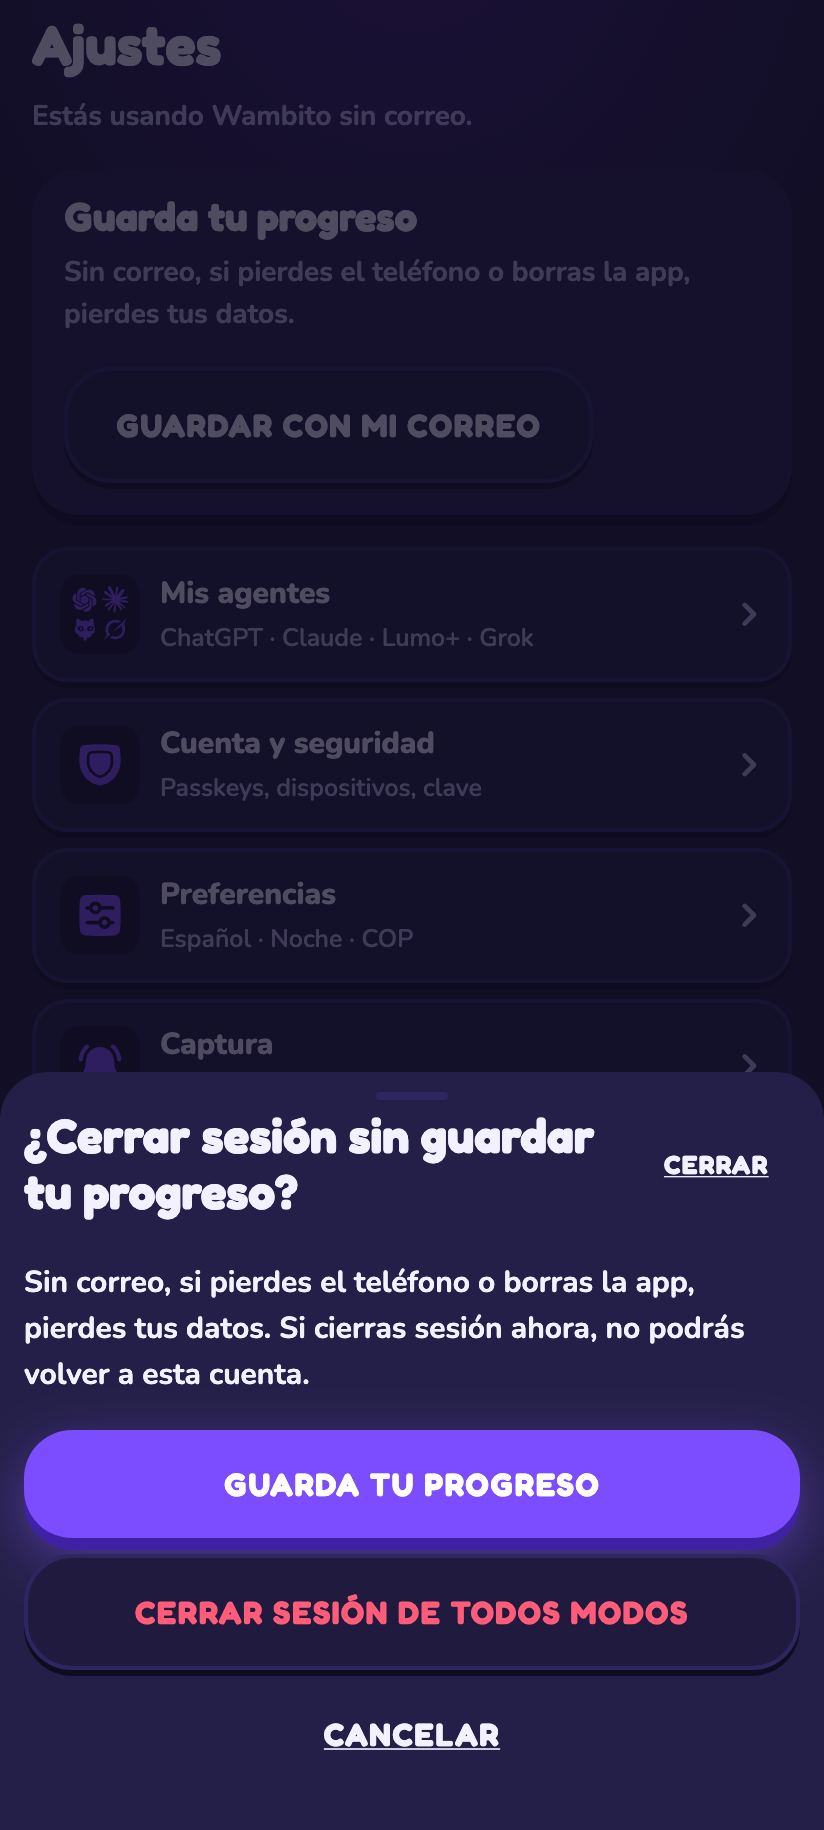 Ajustes
Estás usando Wambito sin correo.
Guarda tu progreso
Sin correo, si pierdes el teléfono o borras la app,
pierdes tus datos.
GUARDAR CON MI CORREO
Mis agentes
ChatGPT · Claude · Lumo+ · Grok
Cuenta y seguridad
Passkeys, dispositivos, clave
Preferencias
Español · Noche · COP
Captura
¿Cerrar sesión sin guardar
tu progreso?
CERRAR
Sin correo, si pierdes el teléfono o borras la app,
pierdes tus datos. Si cierras sesión ahora, no podrás
volver a esta cuenta.
GUARDA TU PROGRESO
CERRAR SESIÓN DE TODOS MODOS
CANCELAR